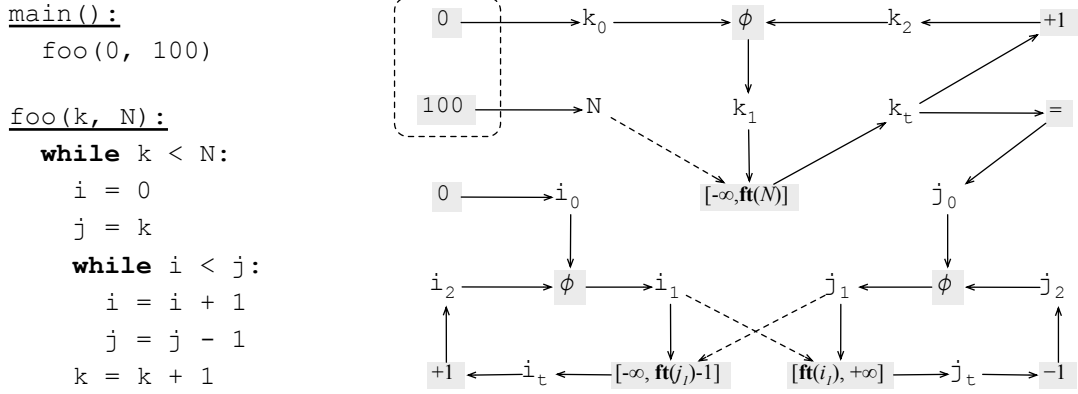 main():
foo(0, 100)
foo(k, N):
while k < N:
i = 0
j = k
while i < j:
i = i + 1
j = j - 1
k = k + 1
0 k0 ϕ k2 +1
100 N k1 kt =
0 i0 [-∞,ft(N)] j0
i2 ϕ i1 j1 ϕ j2
+1 it [-∞, ft(j1)-1] [ft(i1), +∞] jt −1